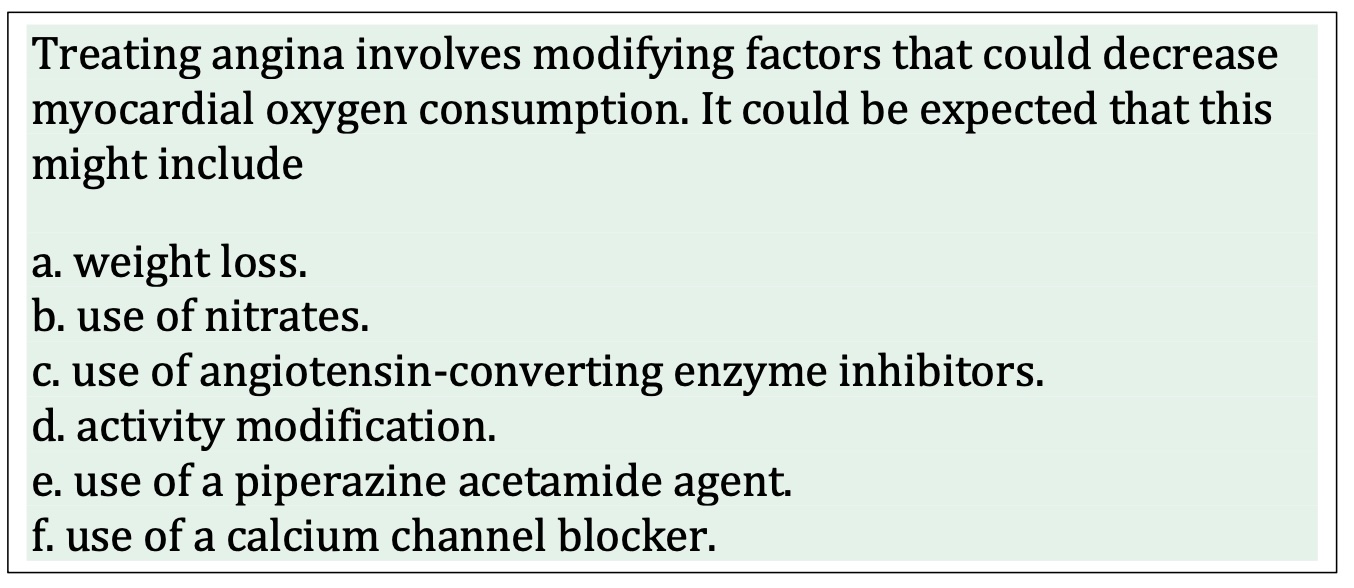 Treating angina involves modifying factors that could decrease
myocardial oxygen consumption. It could be expected that this
might include
a. weight loss.
b. use of nitrates.
c. use of angiotensin-converting enzyme inhibitors.
d. activity modification.
e. use of a piperazine acetamide agent.
f. use of a calcium channel blocker.